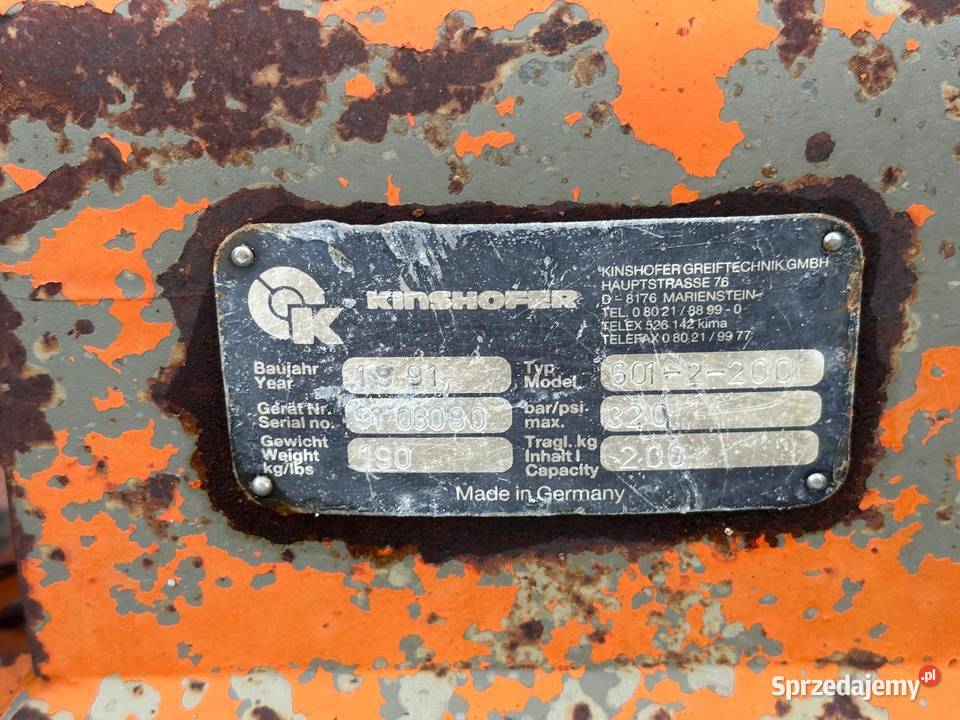 K
KINSHOFER
KINSHOFER GREIFTECHNIK GMBH
HAUPTSTRASSE 76
D - 8176 MARIENSTEIN
TEL. 0 80 21 / 88 99 - 0
TELEX 526 142 kima
TELEFAX 0 80 21 / 99 77
Baujahr
Year
1991
Typ
Model
601-2-200
Gerät Nr.
Serial no.
9108080
bar/psi.
max.
320
Gewicht
Weight
kg/lbs
190
Tragl. kg
Inhalt l
Capacity
200
Made in Germany
Sprzedajemy.pl